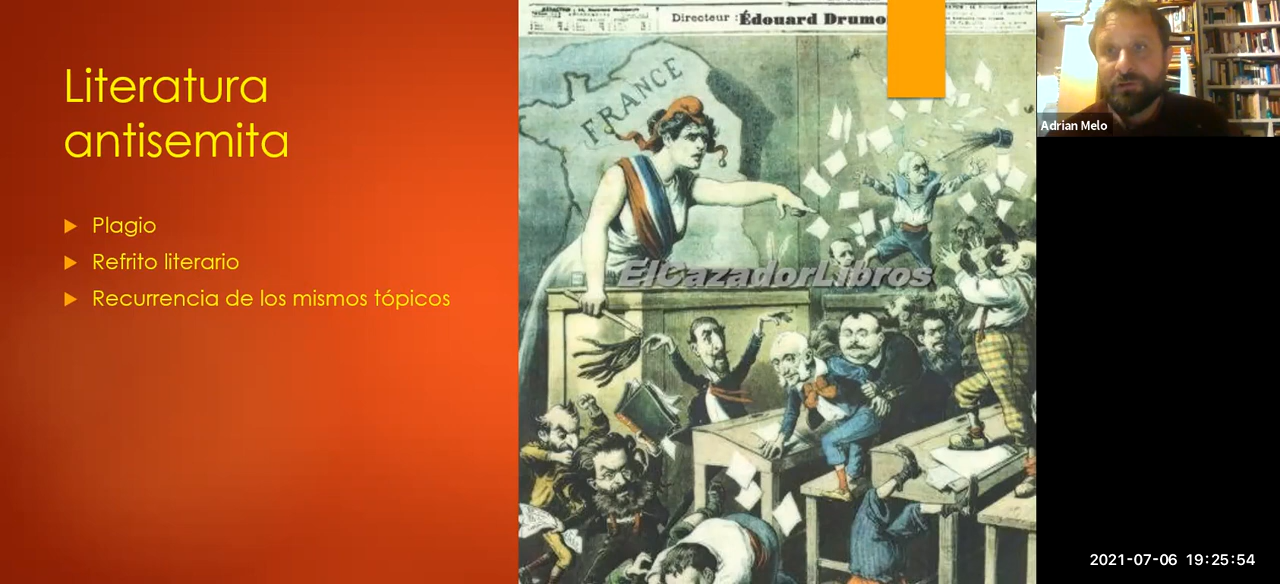 Literatura
antisemita
Plagio
Refrito literario
Recurrencia de los mismos tópicos
Directeur : Édouard Drumo
FRANCE
ElCazadorLibros
Adrian Melo
2021-07-06 19:25:54